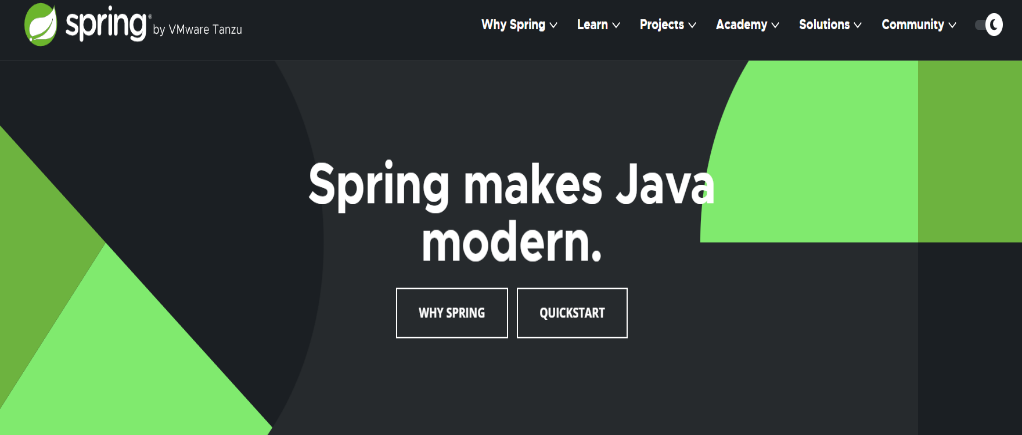 spring® by VMware Tanzu
Why Spring Learn Projects Academy Solutions Community
Spring makes Java
modern.
WHY SPRING QUICKSTART